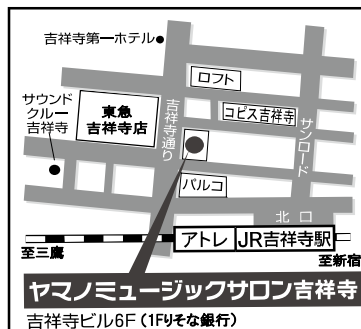 吉祥寺第一ホテル
ロフト
サウンド
クルー
吉祥寺
東急
吉祥寺店
吉祥寺通り
コピス吉祥寺
サンロード
パルコ
北口
アトレ
JR吉祥寺駅
至三鷹
至新宿
ヤマノミュージックサロン吉祥寺
吉祥寺ビル6F(1Fりそな銀行)